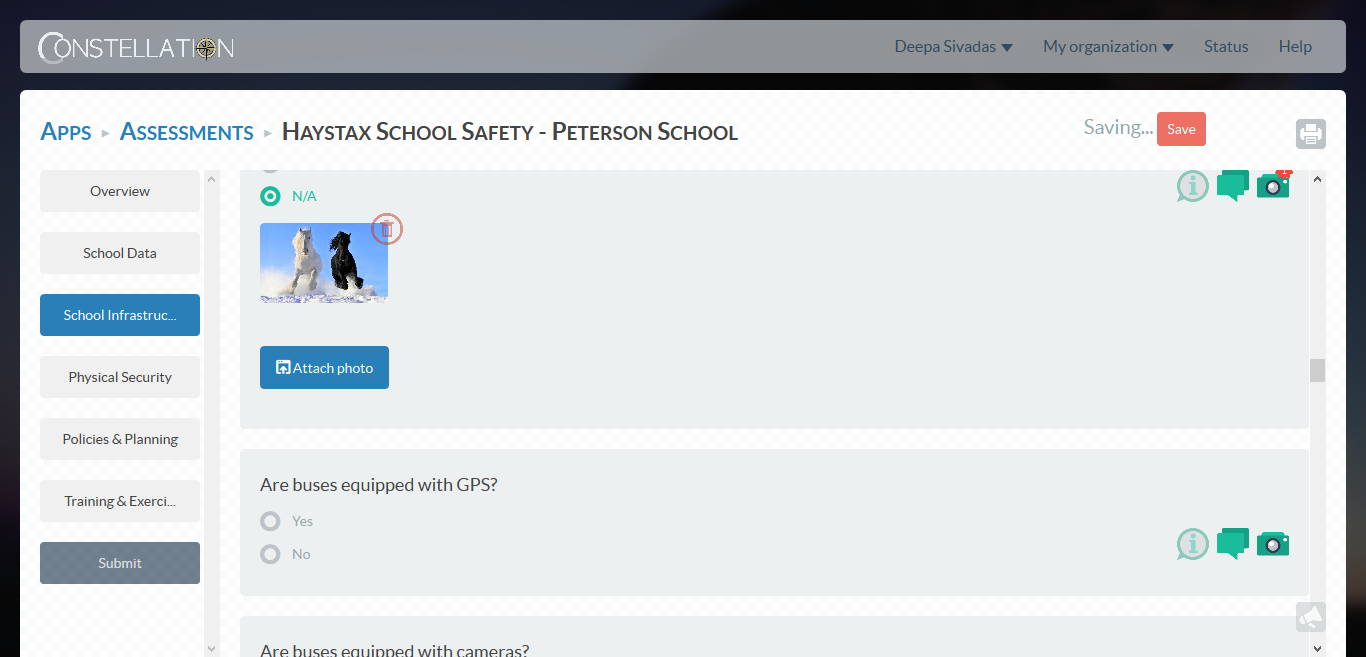 CONSTELLATION
Deepa Sivadas My organization Status Help
APPS ASSESSMENTS HAYSTAX SCHOOL SAFETY - PETERSON SCHOOL
Saving... Save
Overview
School Data
School Infrastruc...
Physical Security
Policies & Planning
Training & Exerci...
Submit
N/A
Attach photo
Are buses equipped with GPS?
Yes
No
Are buses equipped with cameras?